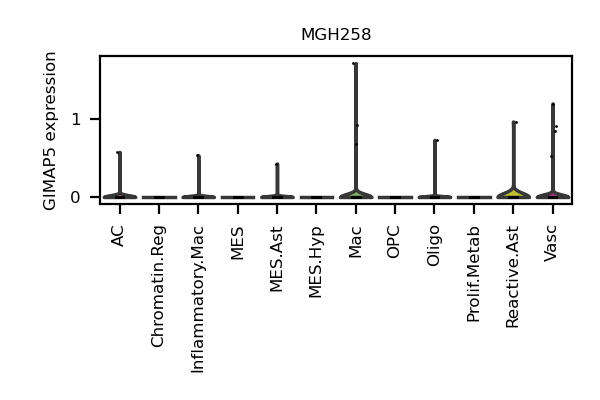 MGH258
GIMAP5 expression
1
0
AC
Chromatin.Reg
Inflammatory.Mac
MES
MES.Ast
MES.Hyp
Mac
OPC
Oligo
Prolif.Metab
Reactive.Ast
Vasc